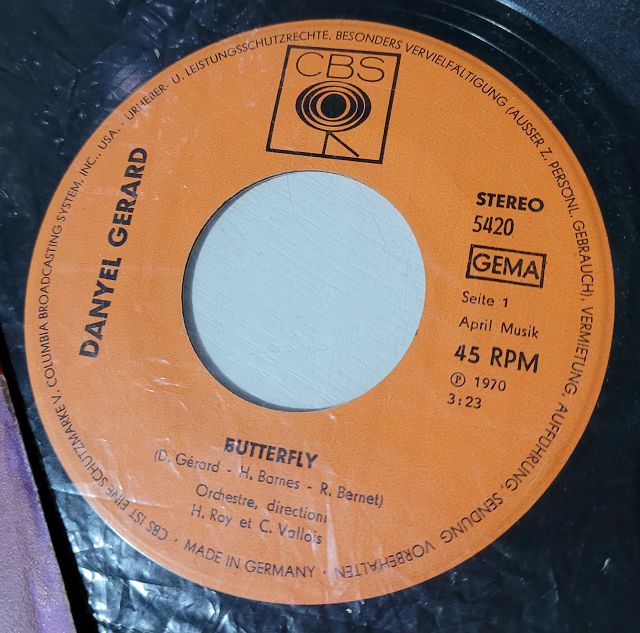 CBS
URHEBER- U. LEISTUNGSSCHUTZRECHTE, BESONDERS VERVIELFÄLTIGUNG (AUSSER Z. PERSÖNL. GEBRAUCH), VERMIETUNG, AUFFÜHRUNG, SENDUNG VORBEHALTEN
DANYEL GERARD
STEREO
5420
GEMA
Seite 1
April Musik
45 RPM
℗ 1970
3:23
BUTTERFLY
(D. Gérard - H. Barnes - R. Bernet)
Orchestre, direction:
H. Roy et C. Vallois
• MADE IN GERMANY •
CBS IST EINE SCHUTZMARKE V. COLUMBIA BROADCASTING SYSTEM, INC., USA. •